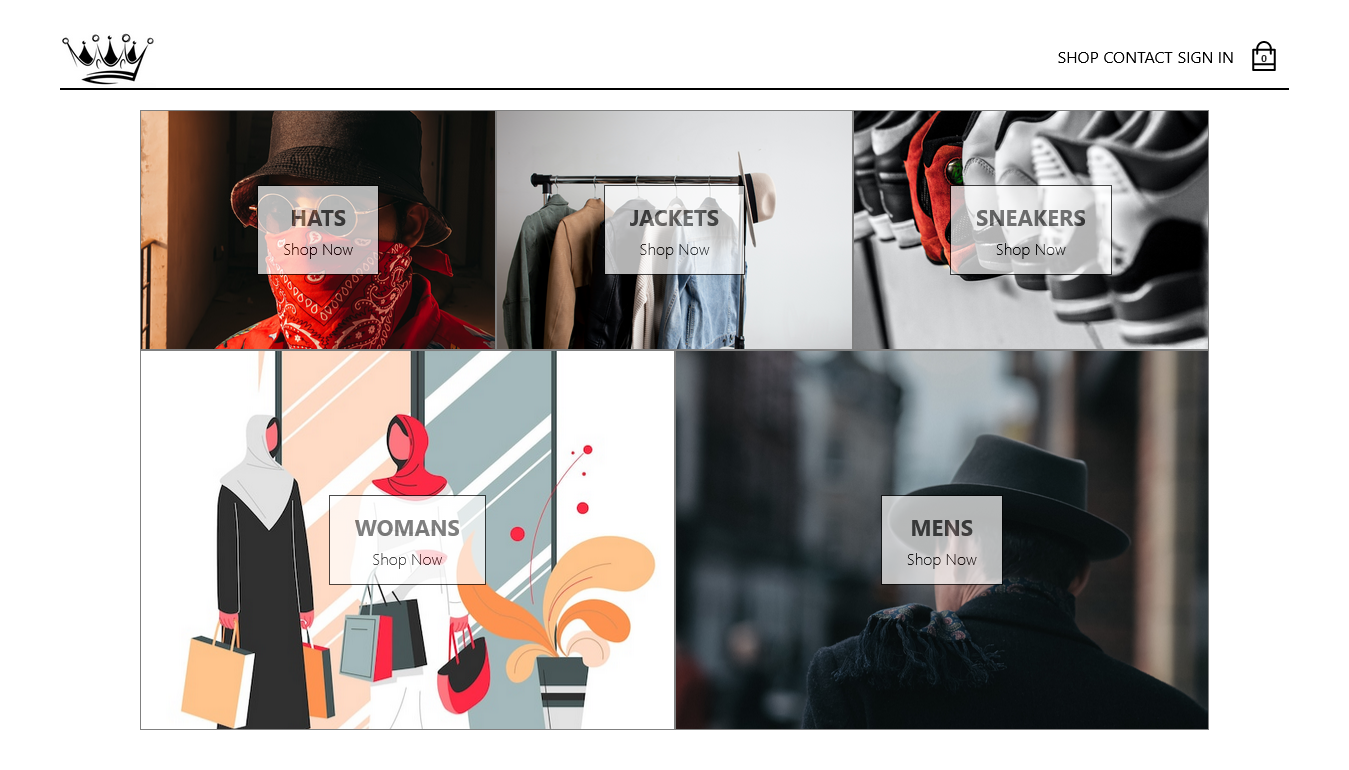 SHOP CONTACT SIGN IN
0
HATS
Shop Now
JACKETS
Shop Now
SNEAKERS
Shop Now
WOMANS
Shop Now
MENS
Shop Now